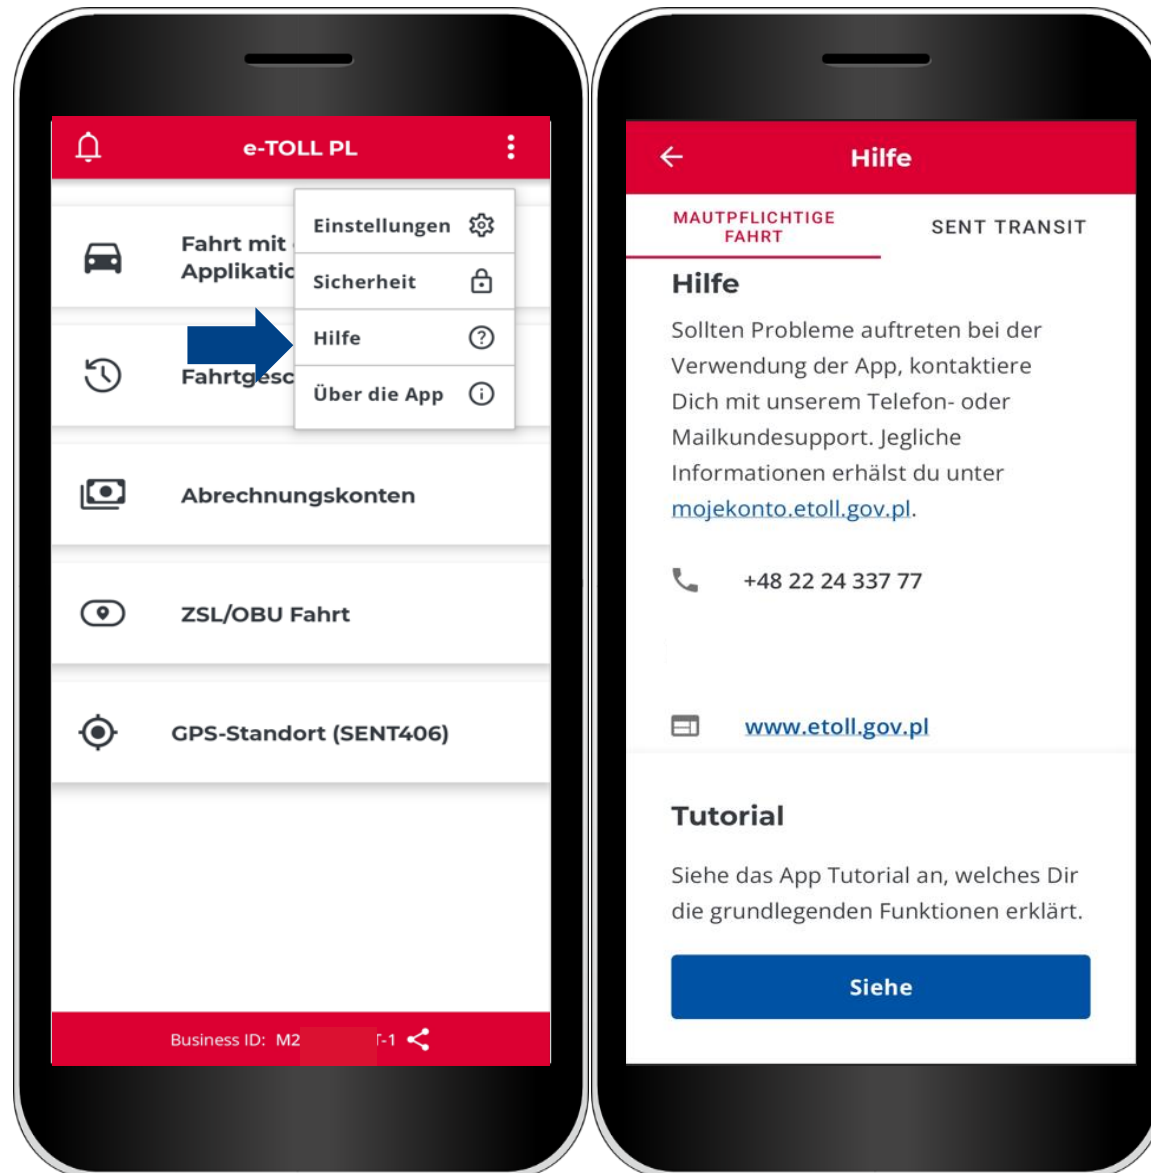 e-TOLL PL
Einstellungen
Sicherheit
Hilfe
Über die App
Fahrt mit
Fahrtgesc
Abrechnungskonten
ZSL/OBU Fahrt
GPS-Standort (SENT406)
Business ID: M2 T-1
Hilfe
MAUTPFLICHTIGE
FAHRT
SENT TRANSIT
Hilfe
Sollten Probleme auftreten bei der
Verwendung der App, kontaktiere
Dich mit unserem Telefon- oder
Mailkundesupport. Jegliche
Informationen erhälst du unter
mojekonto.etoll.gov.pl.
+48 22 24 337 77
www.etoll.gov.pl
Tutorial
Siehe das App Tutorial an, welches Dir
die grundlegenden Funktionen erklärt.
Siehe